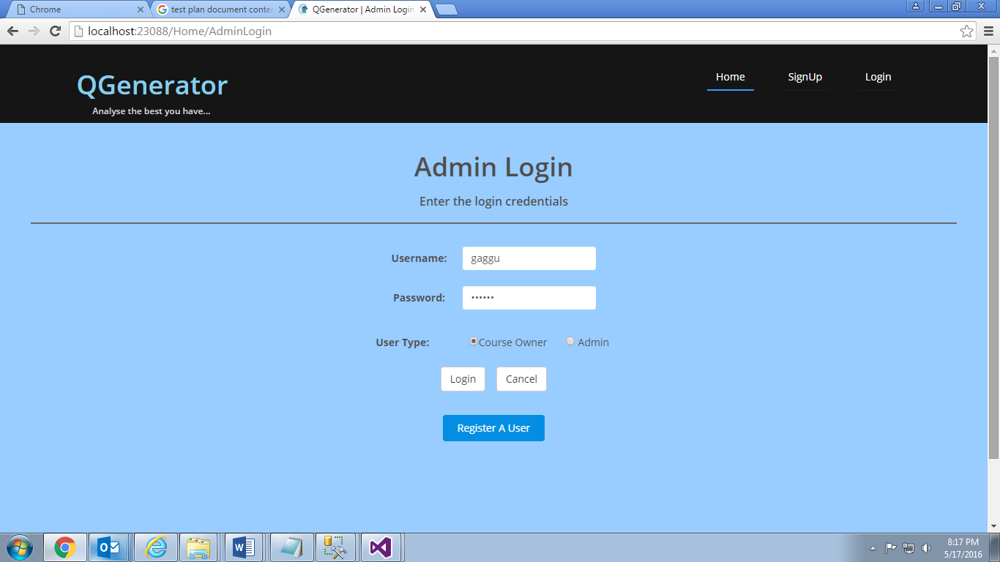 Chrome
test plan document conte
QGenerator | Admin Login
localhost:23088/Home/AdminLogin
QGenerator
Home SignUp Login
Analyse the best you have...
Admin Login
Enter the login credentials
Username: gaggu
Password: ••••••
User Type: Course Owner Admin
Login Cancel
Register A User
8:17 PM
5/17/2016